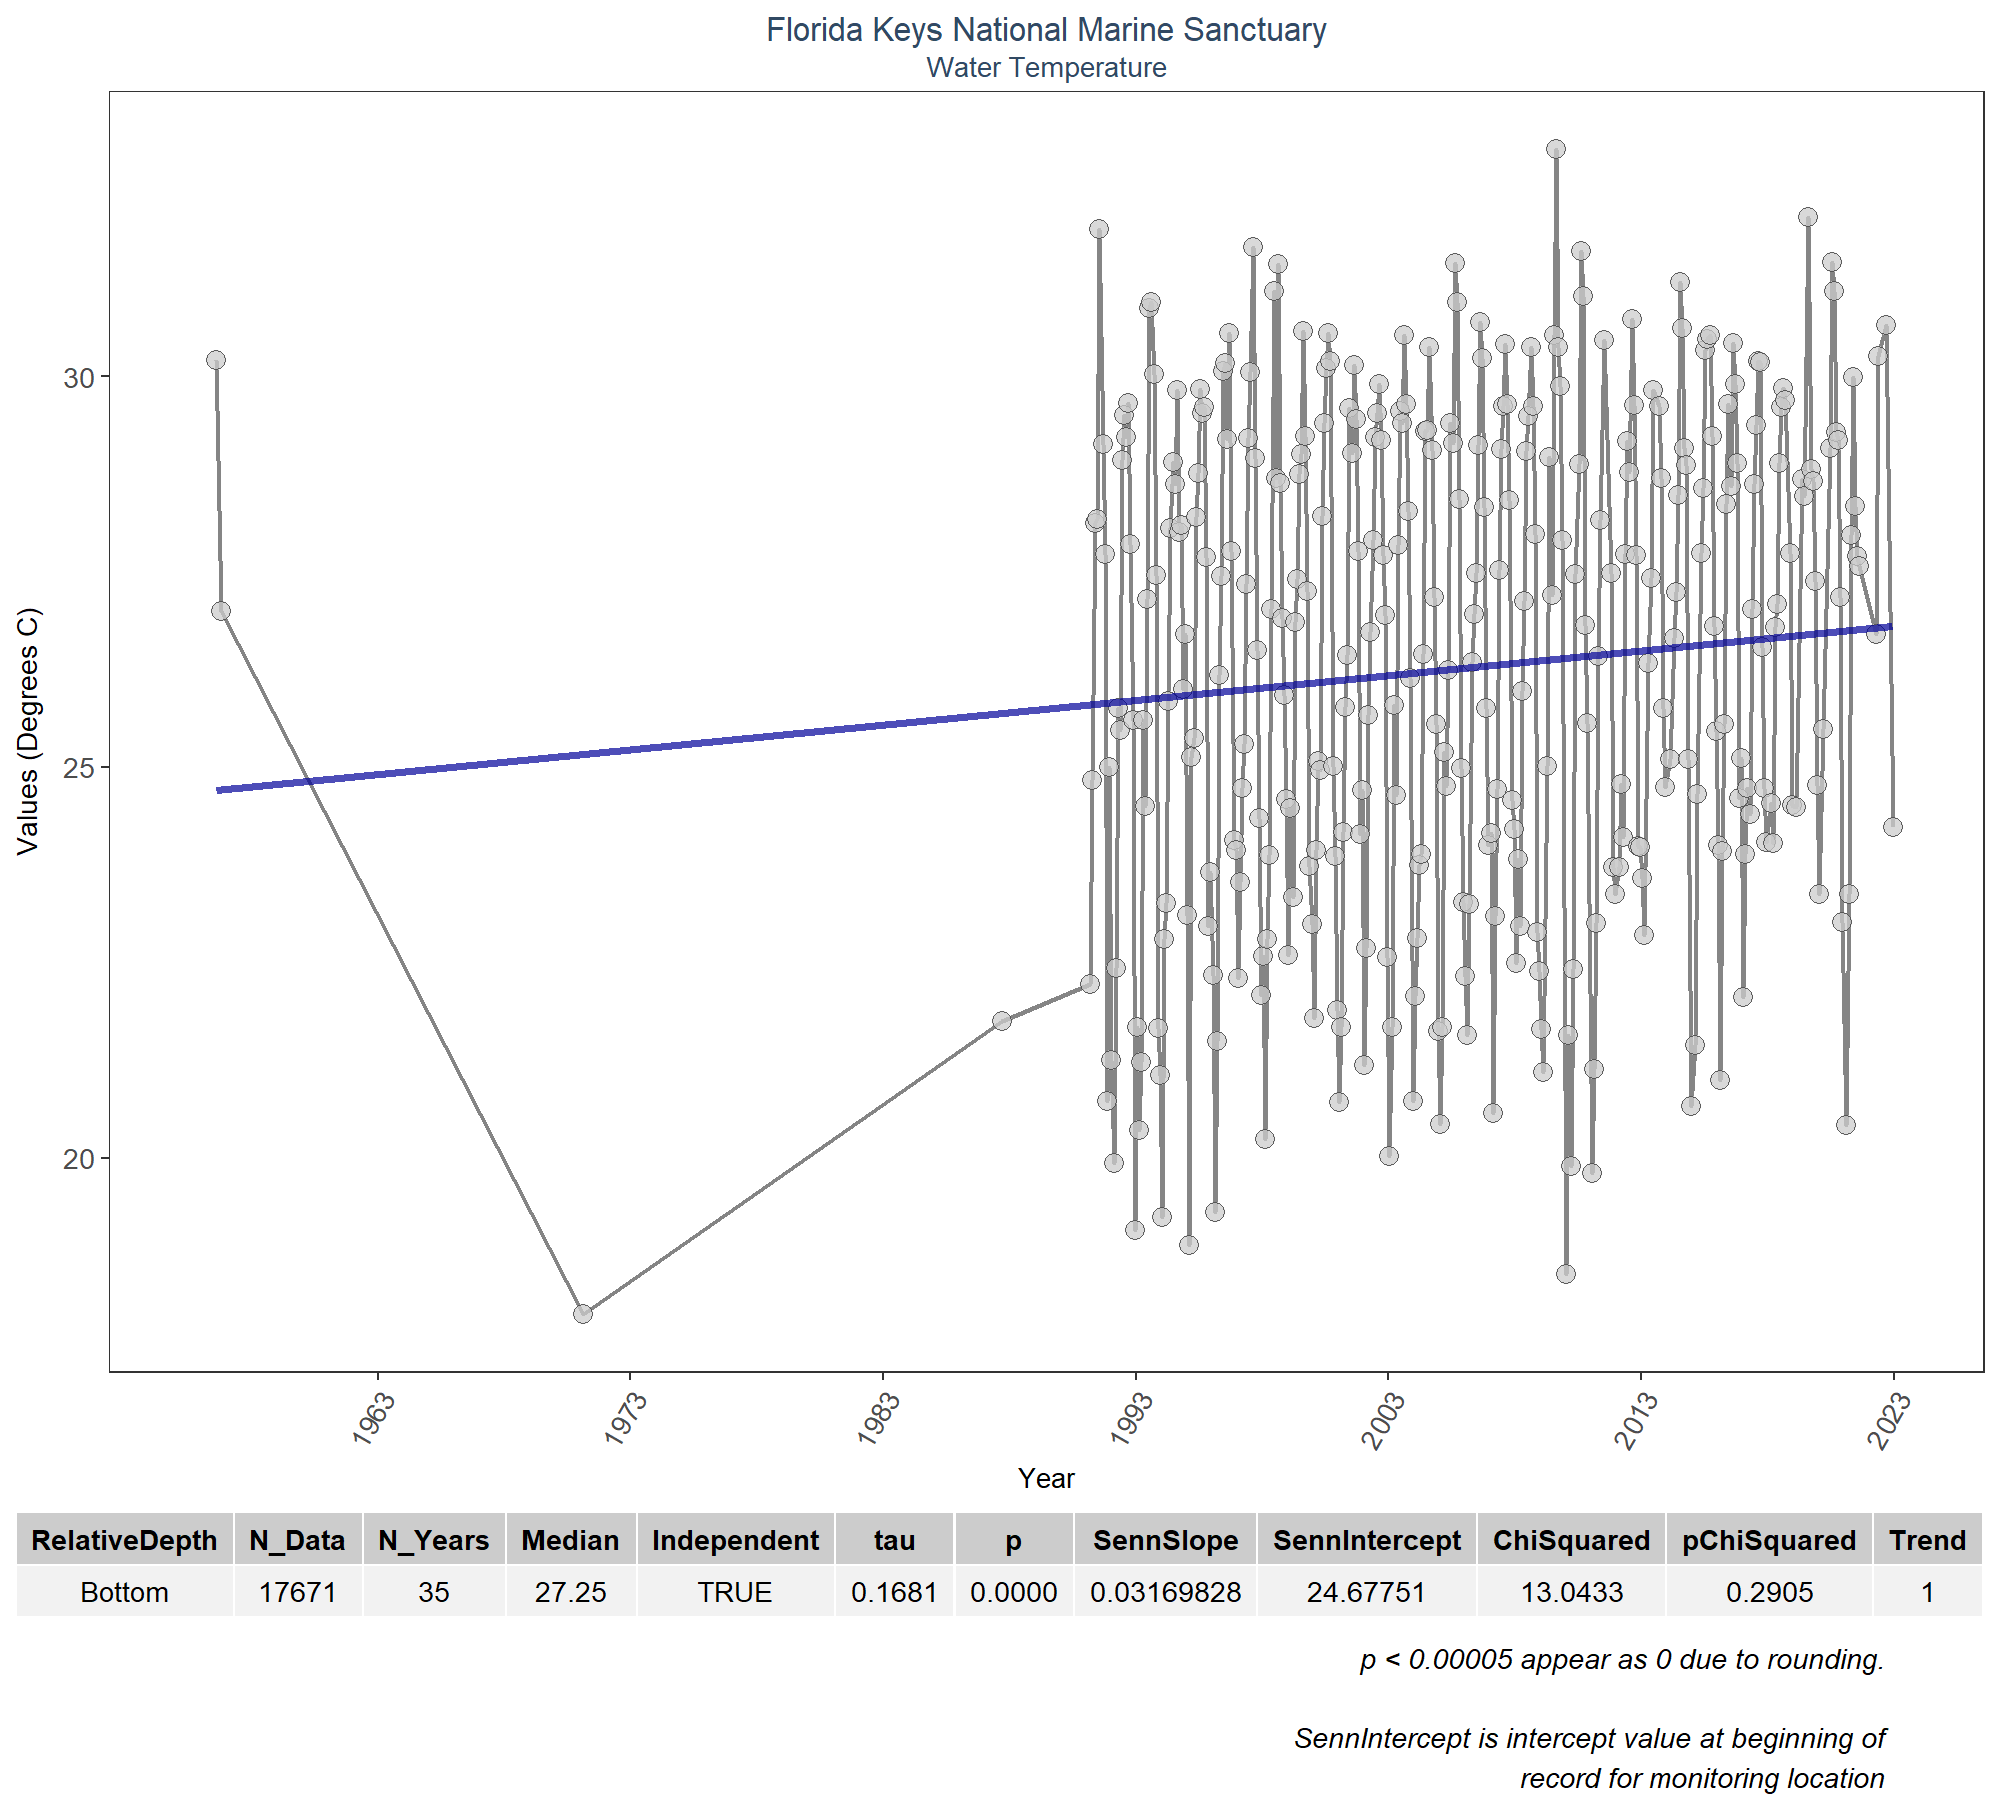 Florida Keys National Marine Sanctuary
Water Temperature
Values (Degrees C)
30
25
20
1963 1973 1983 1993 2003 2013 2023
Year
RelativeDepth N_Data N_Years Median Independent tau p SennSlope SennIntercept ChiSquared pChiSquared Trend
Bottom 17671 35 27.25 TRUE 0.1681 0.0000 0.03169828 24.67751 13.0433 0.2905 1
p < 0.00005 appear as 0 due to rounding.
SennIntercept is intercept value at beginning of
record for monitoring location